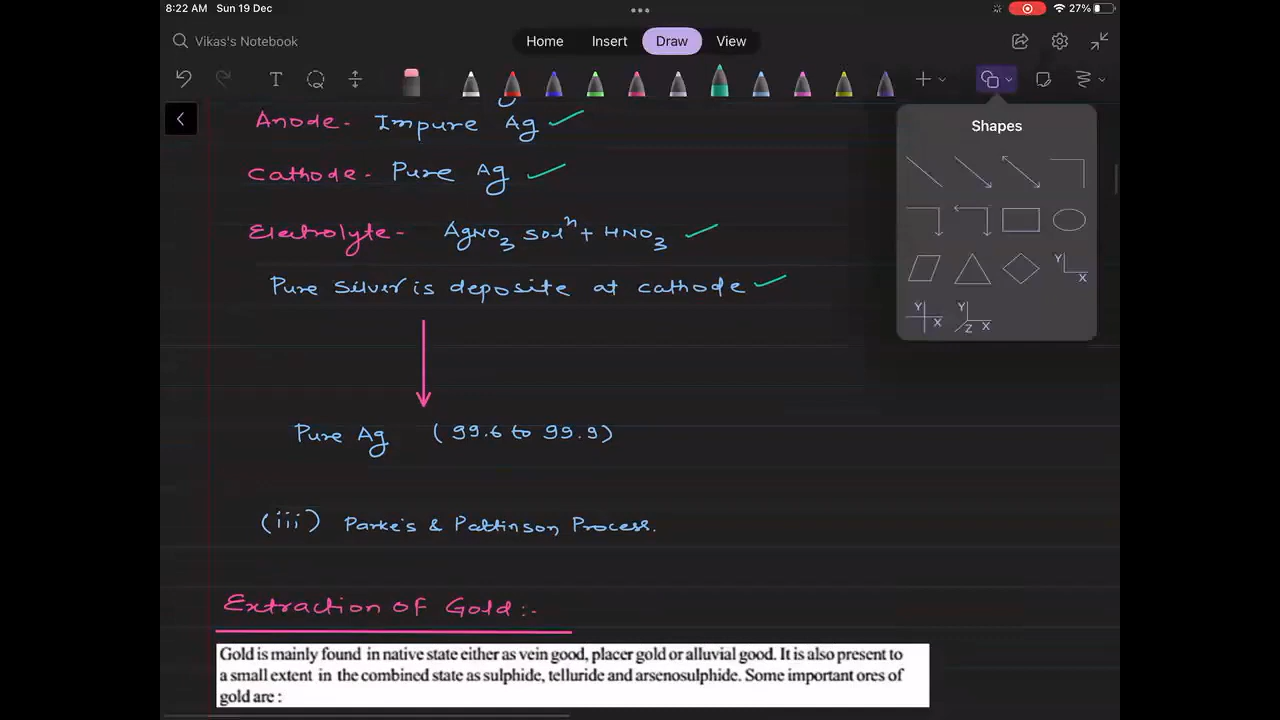 8:22 AM Sun 19 Dec
27%
Vikas's Notebook
Home Insert Draw View
T
Shapes
Anode- Impure Ag
Cathode- Pure Ag
Electrolyte- AgNO3 solⁿ + HNO3
Pure Silver is deposite at cathode
Y X
Y X Y Z X
Pure Ag (99.6 to 99.9)
(iii) Parke's & Pattinson Process.
Extraction of Gold:-
Gold is mainly found in native state either as vein good, placer gold or alluvial good. It is also present to
a small extent in the combined state as sulphide, telluride and arsenosulphide. Some important ores of
gold are :